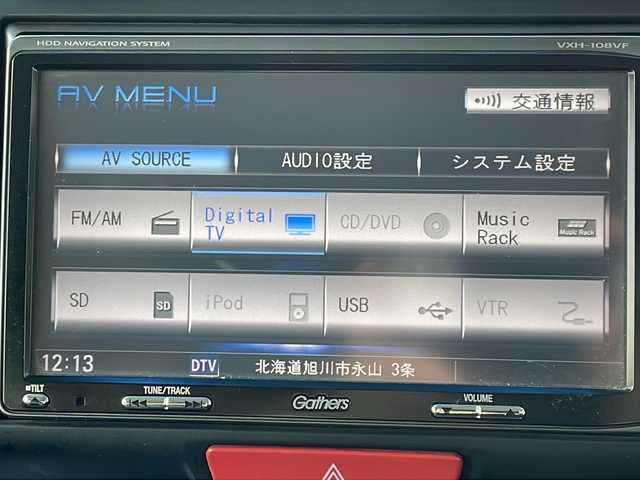 HDD NAVIGATION SYSTEM VXH-108VF
AV MENU 交通情報
AV SOURCE AUDIO設定 システム設定
FM/AM Digital TV CD/DVD Music Rack Music Rack
SD SD iPod USB VTR
12:13 DTV 北海道旭川市永山 3条
TILT TUNE/TRACK Gathers VOLUME